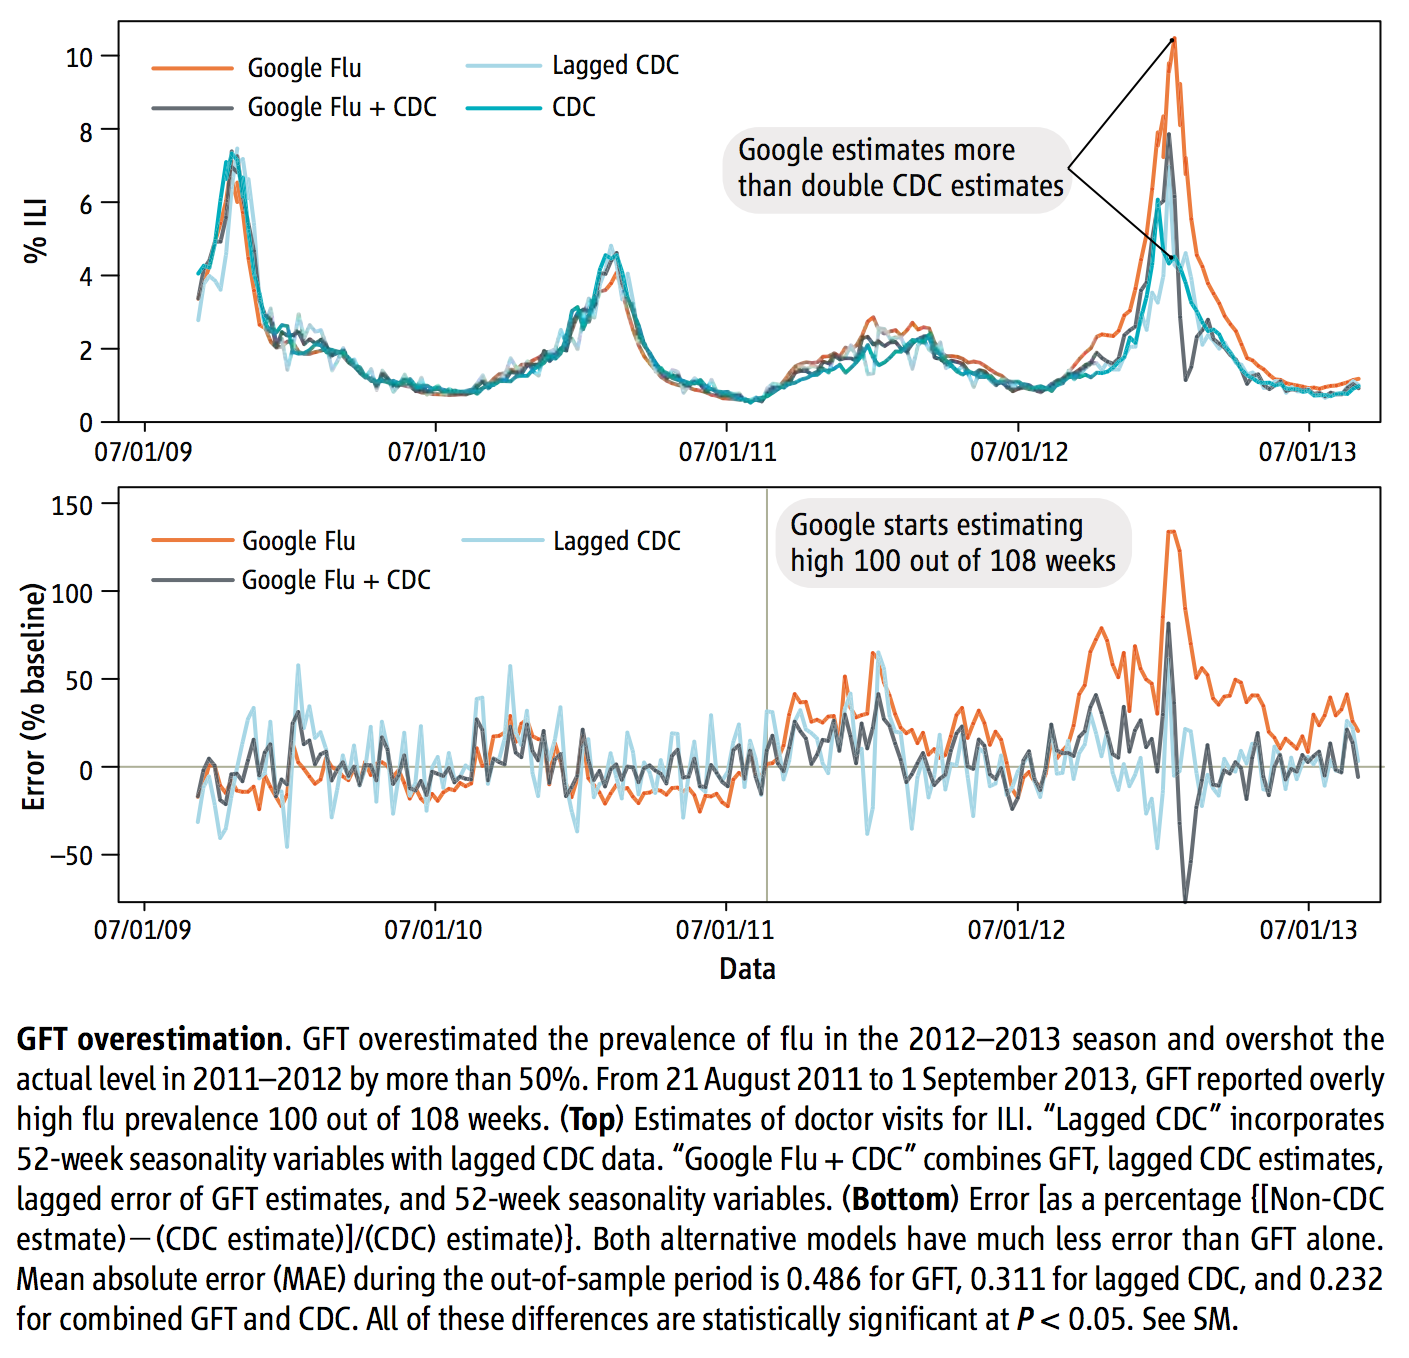 10
8
6
4
2
0
% ILI
Google Flu
Lagged CDC
Google Flu + CDC
CDC
Google estimates more
than double CDC estimates
07/01/09
07/01/10
07/01/11
07/01/12
07/01/13
150
100
50
0
–50
Error (% baseline)
Google Flu
Lagged CDC
Google Flu + CDC
Google starts estimating
high 100 out of 108 weeks
07/01/09
07/01/10
07/01/11
07/01/12
07/01/13
Data
GFT overestimation. GFT overestimated the prevalence of flu in the 2012–2013 season and overshot the
actual level in 2011–2012 by more than 50%. From 21 August 2011 to 1 September 2013, GFT reported overly
high flu prevalence 100 out of 108 weeks. (Top) Estimates of doctor visits for ILI. “Lagged CDC” incorporates
52-week seasonality variables with lagged CDC data. “Google Flu + CDC” combines GFT, lagged CDC estimates,
lagged error of GFT estimates, and 52-week seasonality variables. (Bottom) Error [as a percentage {[Non-CDC
estmate)−(CDC estimate)]/(CDC) estimate)}. Both alternative models have much less error than GFT alone.
Mean absolute error (MAE) during the out-of-sample period is 0.486 for GFT, 0.311 for lagged CDC, and 0.232
for combined GFT and CDC. All of these differences are statistically significant at P < 0.05. See SM.